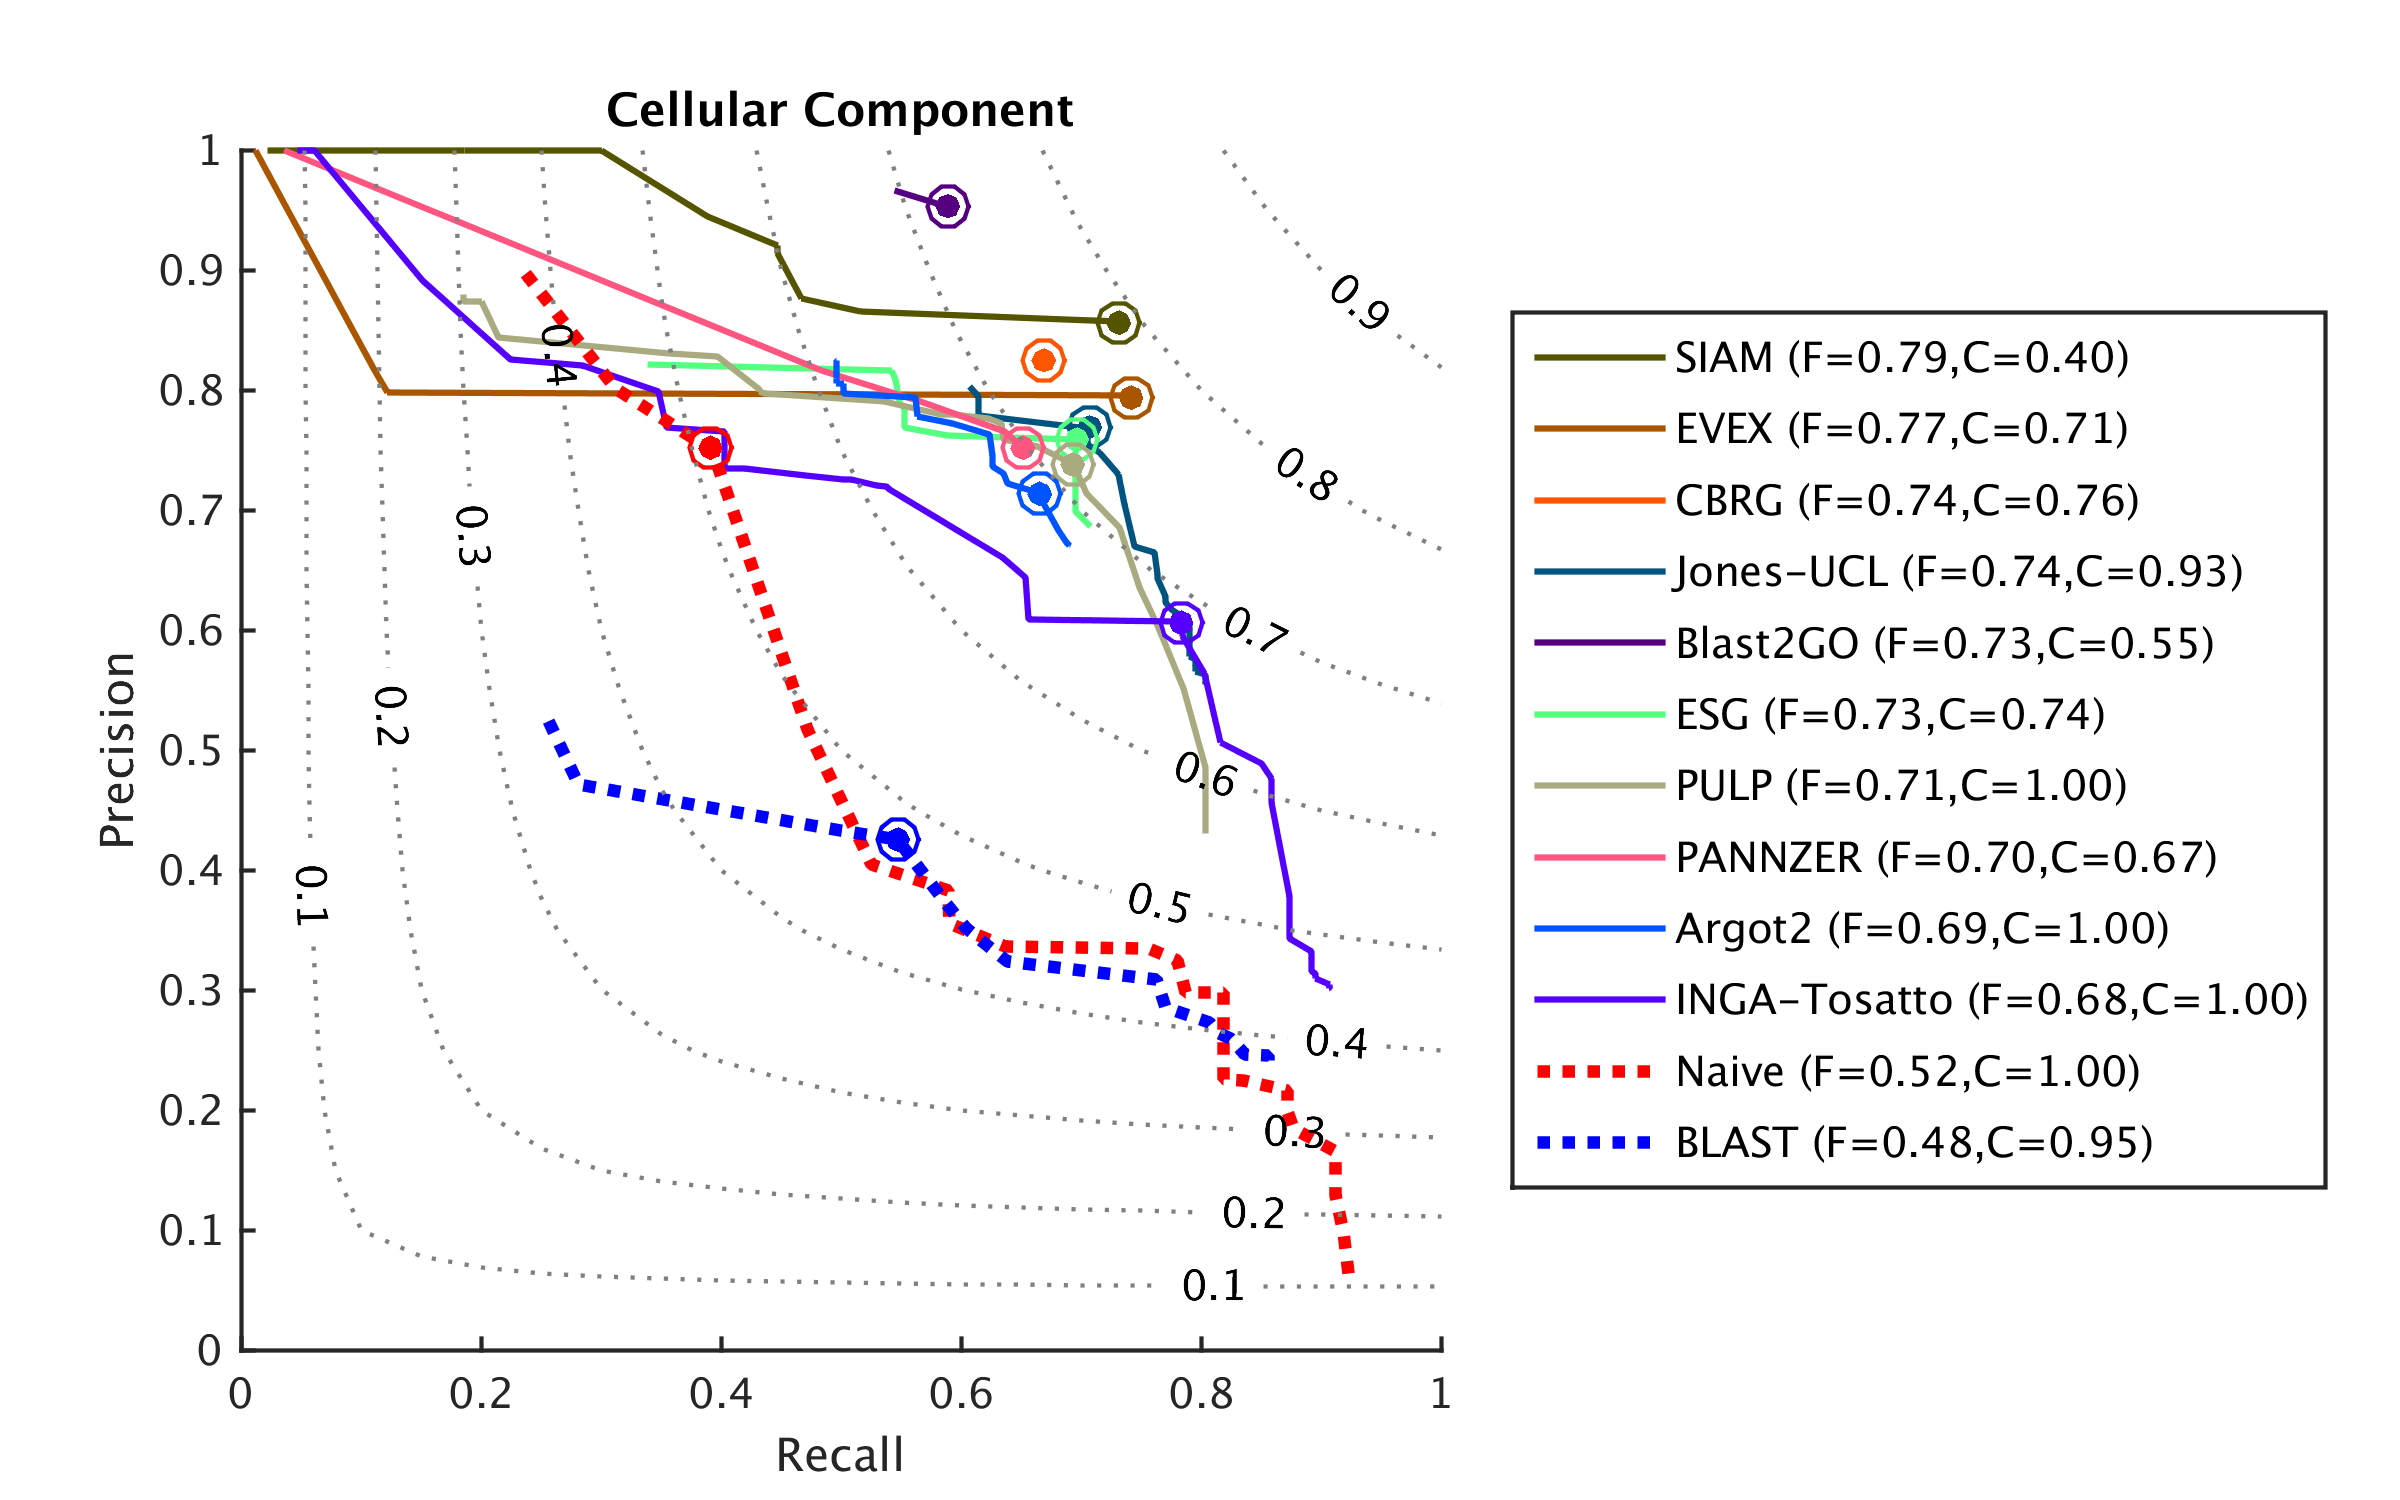 Cellular Component
1
0.9
0.8
0.7
0.6
0.5
0.4
0.3
0.2
0.1
0
Precision
0
0.2
0.4
0.6
0.8
1
Recall
0.4
0.3
0.2
0.1
0.9
0.8
0.7
0.6
0.5
0.4
0.3
0.2
0.1
SIAM (F=0.79,C=0.40)
EVEX (F=0.77,C=0.71)
CBRG (F=0.74,C=0.76)
Jones-UCL (F=0.74,C=0.93)
Blast2GO (F=0.73,C=0.55)
ESG (F=0.73,C=0.74)
PULP (F=0.71,C=1.00)
PANNZER (F=0.70,C=0.67)
Argot2 (F=0.69,C=1.00)
INGA-Tosatto (F=0.68,C=1.00)
Naive (F=0.52,C=1.00)
BLAST (F=0.48,C=0.95)